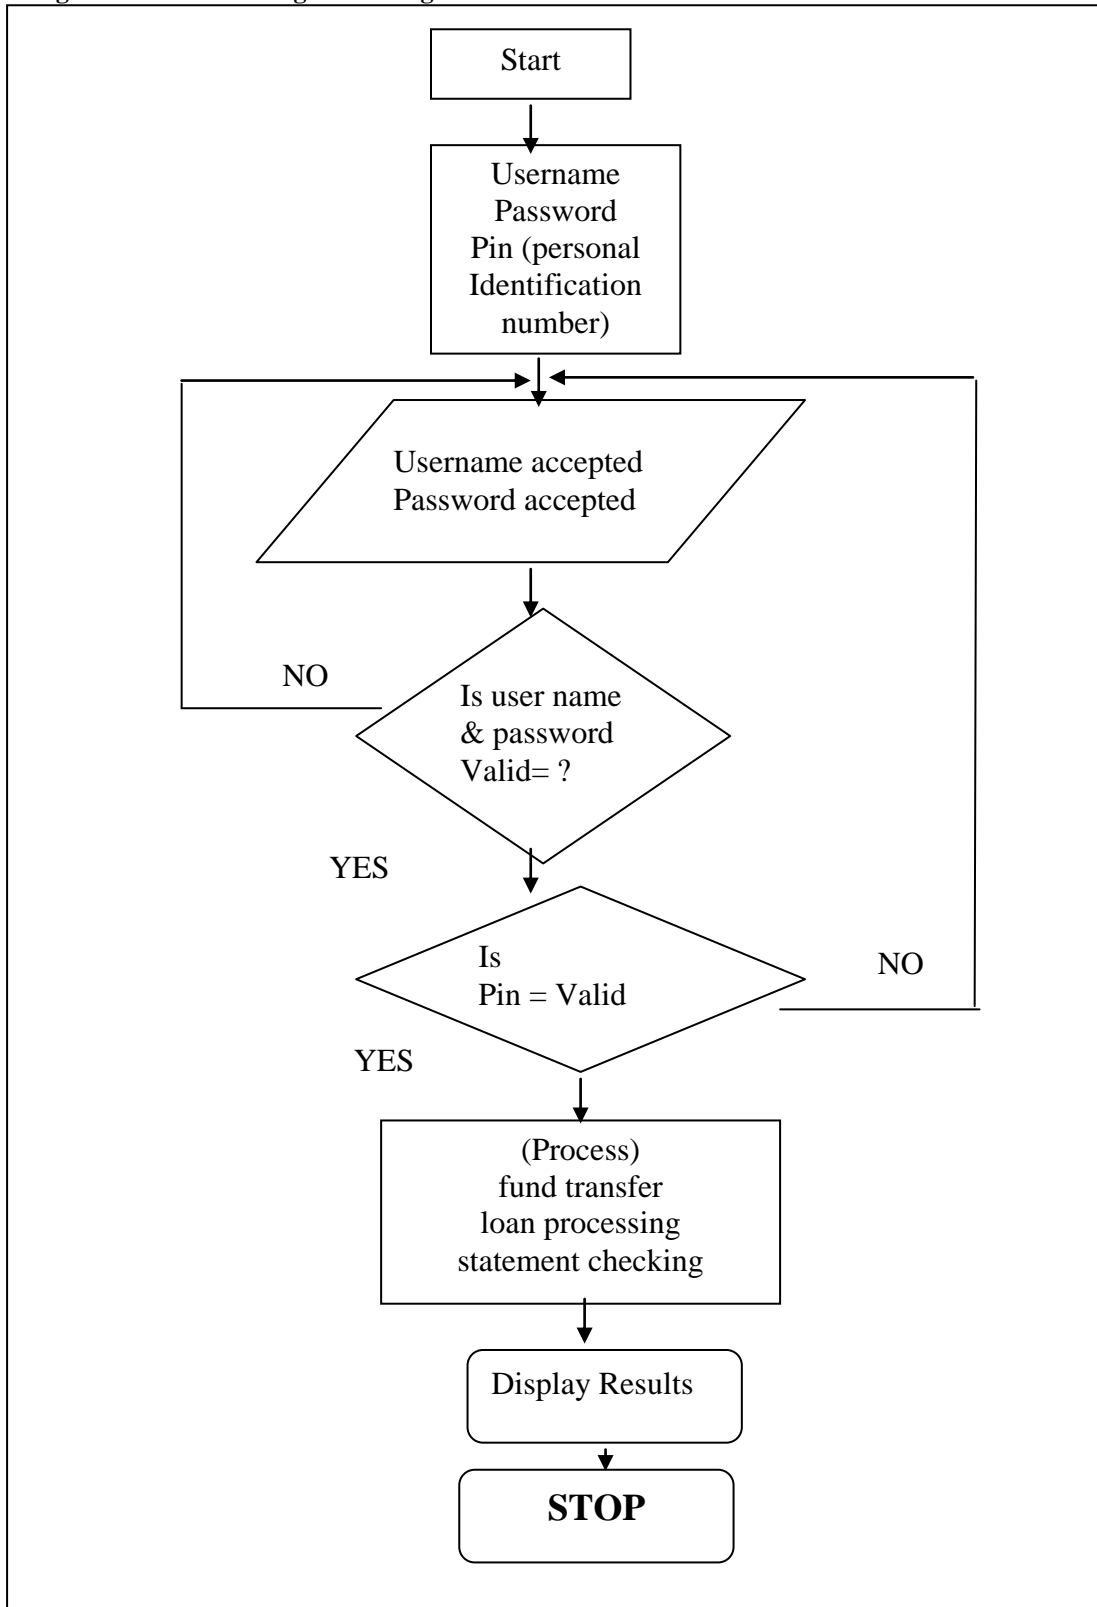 Start
Username
Password
Pin (personal
Identification
number)
Username accepted
Password accepted
NO
Is user name
& password
Valid= ?
YES
Is
Pin = Valid
NO
YES
(Process)
fund transfer
loan processing
statement checking
Display Results
STOP